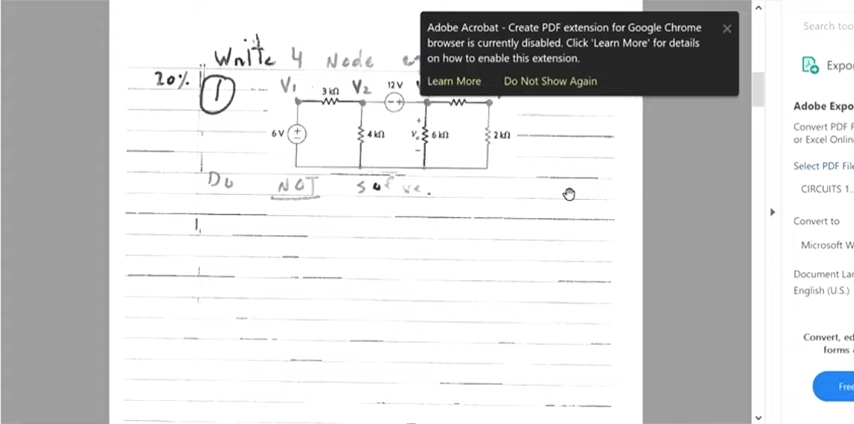 Write 4 Node
20% 1 V1 3 kΩ V2 12 V
6 V 4 kΩ 6 kΩ 2 kΩ
Do NOT solve.
1.
Adobe Acrobat - Create PDF extension for Google Chrome
browser is currently disabled. Click 'Learn More' for details
on how to enable this extension.
Learn More Do Not Show Again
Search too
Expor
Adobe Expo
Convert PDF F
or Excel Onlin
Select PDF File
CIRCUITS 1...
Convert to
Microsoft W
Document Lan
English (U.S.)
Convert, ed
forms
Free